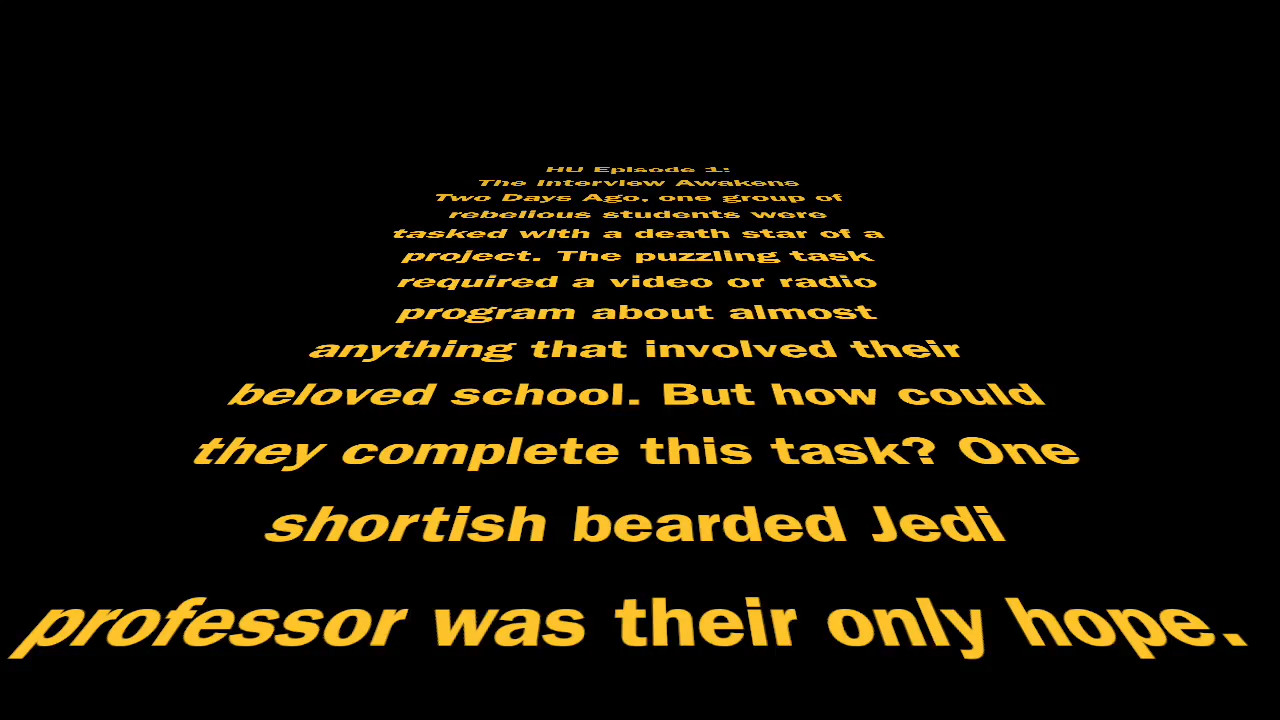 HU Episode 1:
The Interview Awakens
Two Days Ago, one group of
rebelious students were
tasked with a death star of a
project. The puzzling task
required a video or radio
program about almost
anything that involved their
beloved school. But how could
they complete this task? One
shortish bearded Jedi
professor was their only hope.